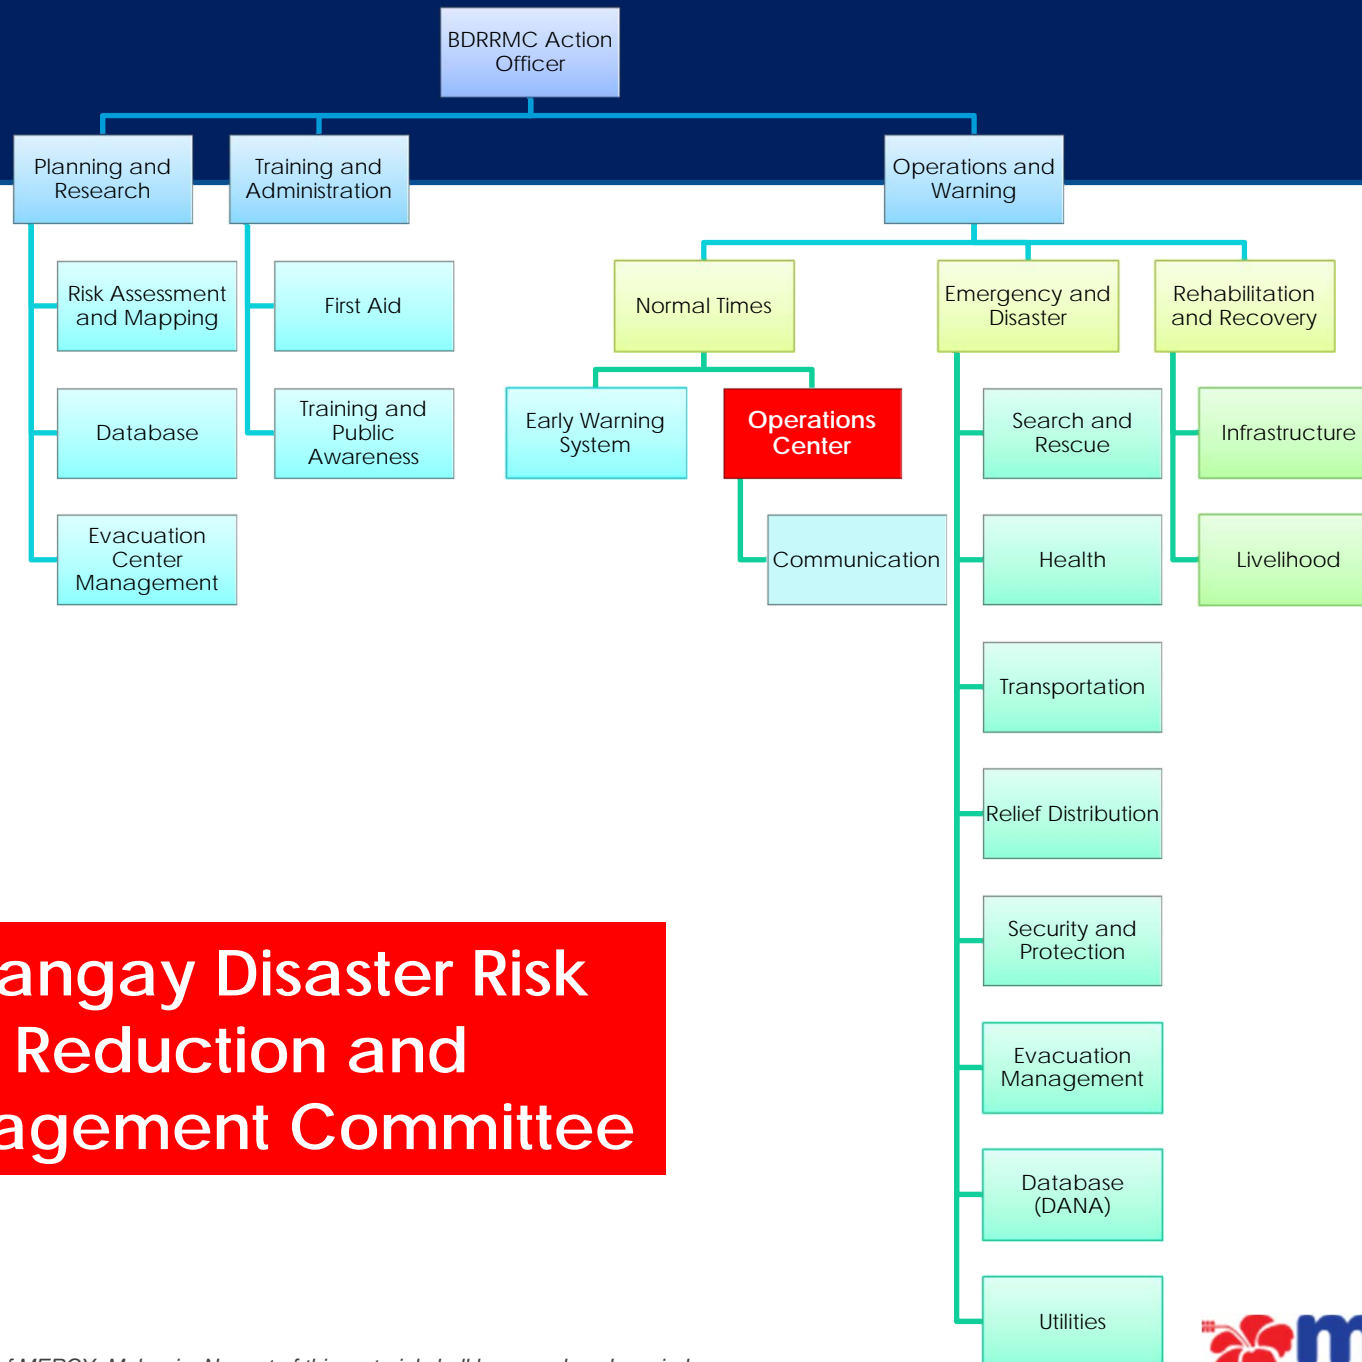 BDRRMC Action
Officer
Planning and
Research
Training and
Administration
Operations and
Warning
Risk Assessment
and Mapping
Database
Evacuation
Center
Management
First Aid
Training and
Public
Awareness
Normal Times
Early Warning
System
Operations
Center
Communication
Emergency and
Disaster
Search and
Rescue
Health
Transportation
Relief Distribution
Security and
Protection
Evacuation
Management
Database
(DANA)
Utilities
Rehabilitation
and Recovery
Infrastructure
Livelihood
angay Disaster Risk
Reduction and
agement Committee